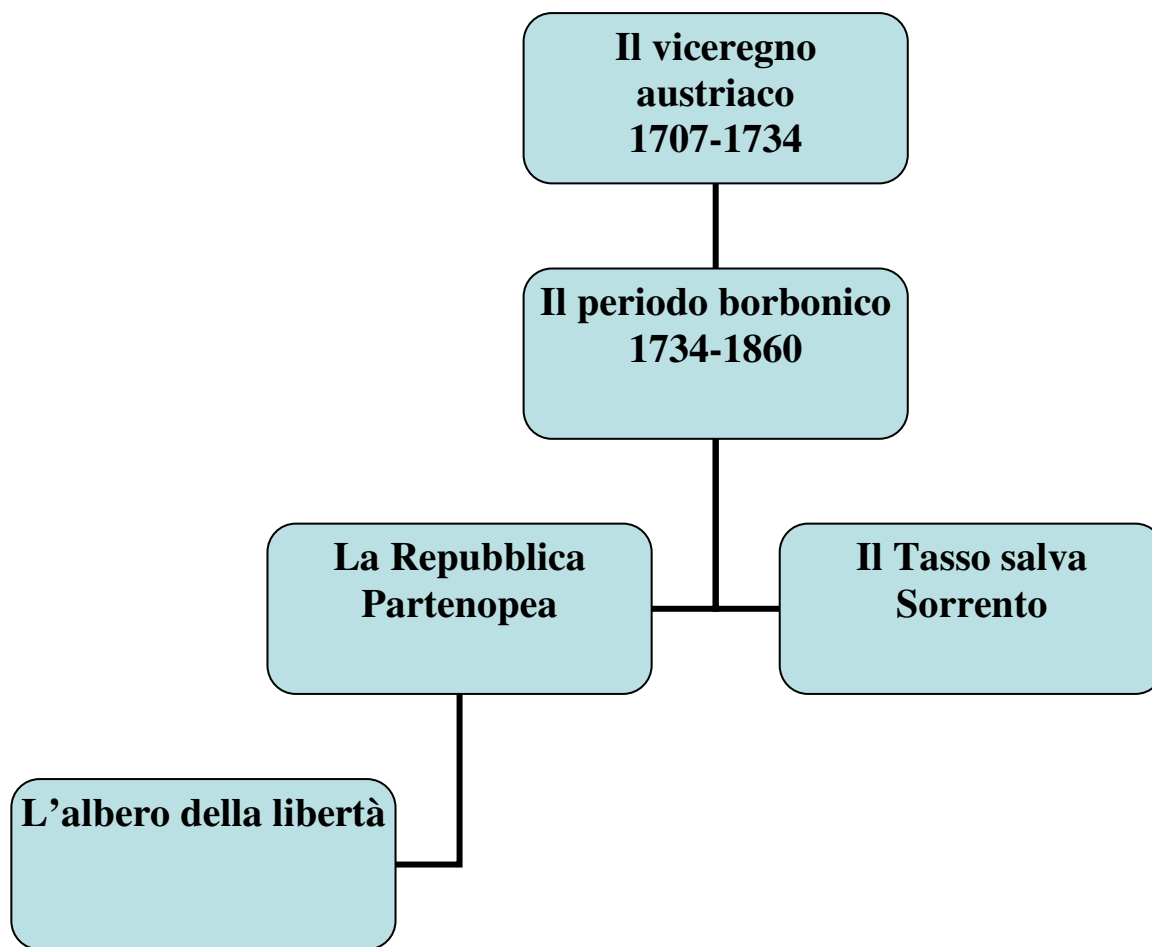 Il viceregno
austriaco
1707-1734
Il periodo borbonico
1734-1860
La Repubblica
Partenopea
Il Tasso salva
Sorrento
L’albero della libertà